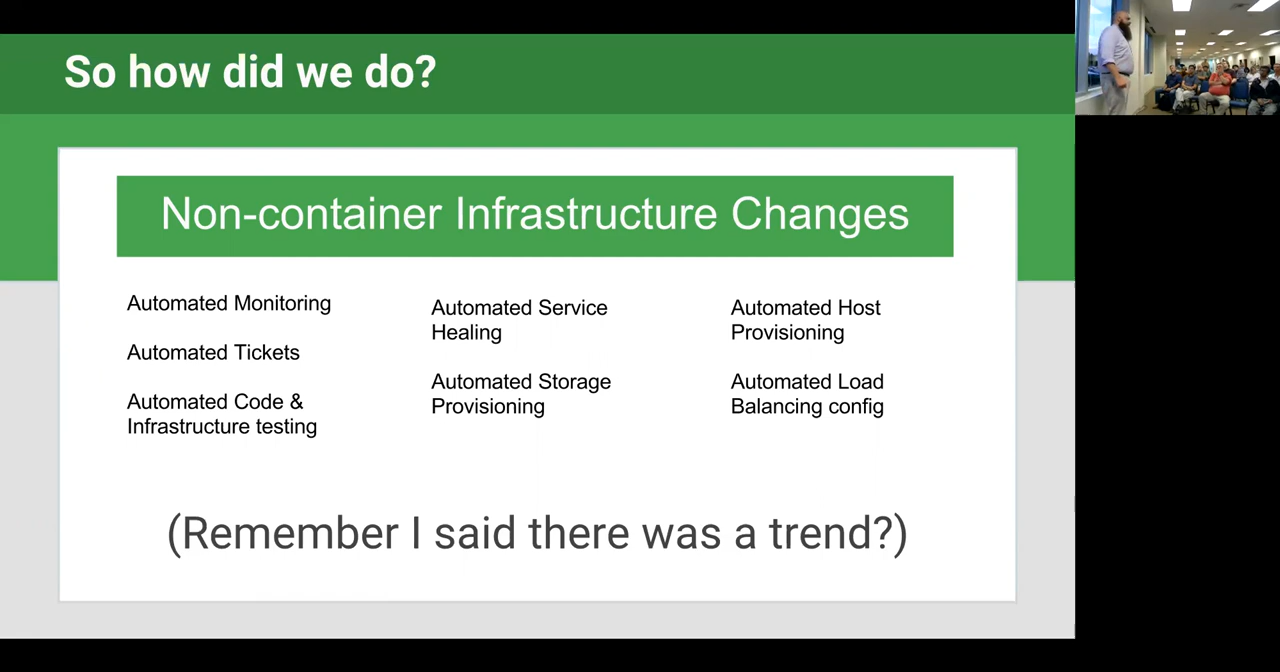 So how did we do?
Non-container Infrastructure Changes
Automated Monitoring
Automated Tickets
Automated Code &
Infrastructure testing
Automated Service
Healing
Automated Storage
Provisioning
Automated Host
Provisioning
Automated Load
Balancing config
(Remember I said there was a trend?)